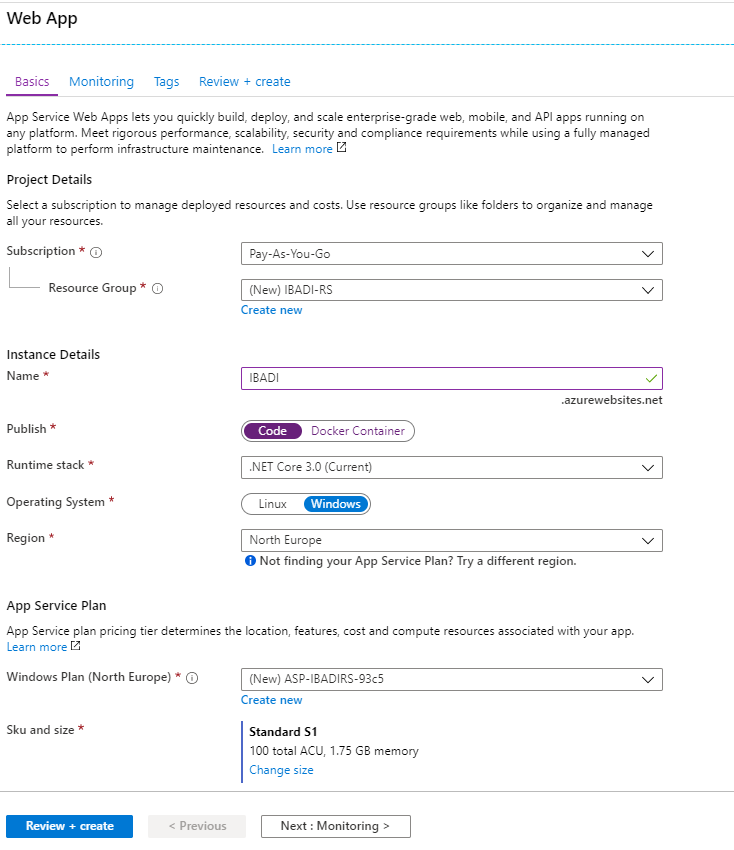 Web App
Basics Monitoring Tags Review + create
App Service Web Apps lets you quickly build, deploy, and scale enterprise-grade web, mobile, and API apps running on
any platform. Meet rigorous performance, scalability, security and compliance requirements while using a fully managed
platform to perform infrastructure maintenance. Learn more
Project Details
Select a subscription to manage deployed resources and costs. Use resource groups like folders to organize and manage
all your resources.
Subscription * Pay-As-You-Go
Resource Group * (New) IBADI-RS
Create new
Instance Details
Name * IBADI
.azurewebsites.net
Publish * Code Docker Container
Runtime stack * .NET Core 3.0 (Current)
Operating System * Linux Windows
Region * North Europe
Not finding your App Service Plan? Try a different region.
App Service Plan
App Service plan pricing tier determines the location, features, cost and compute resources associated with your app.
Learn more
Windows Plan (North Europe) * (New) ASP-IBADIRS-93c5
Create new
Sku and size * Standard S1
100 total ACU, 1.75 GB memory
Change size
Review + create < Previous Next : Monitoring >